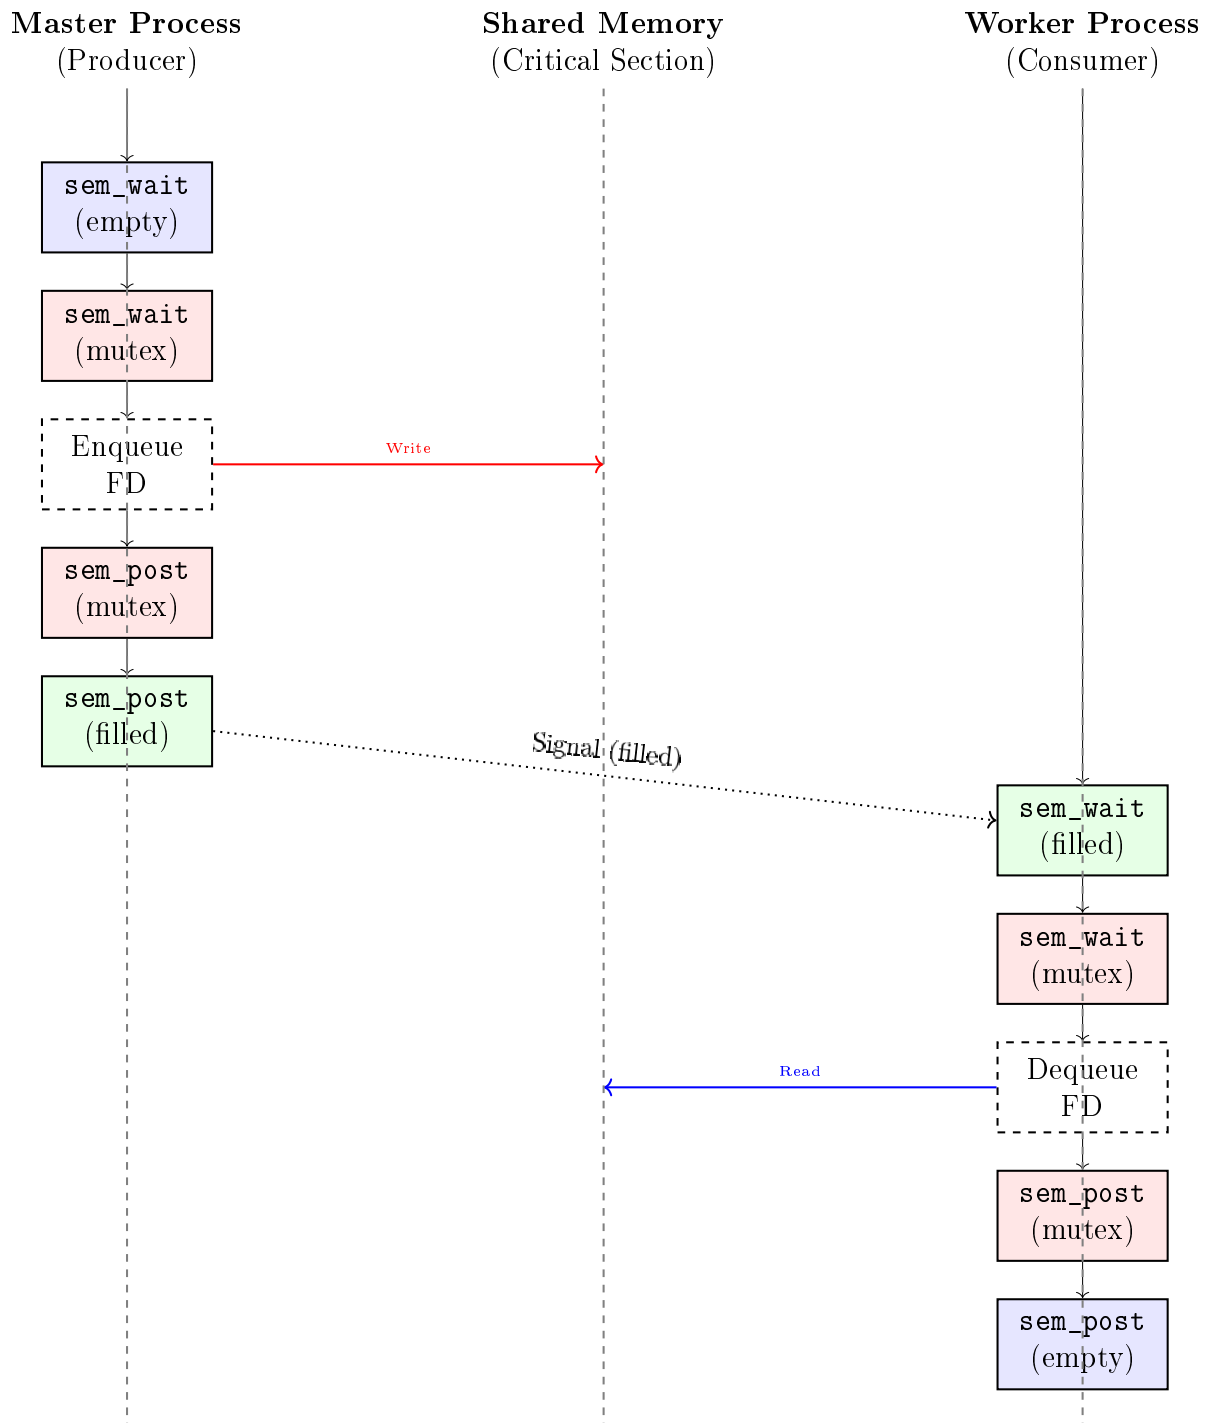 Master Process
(Producer)
Shared Memory
(Critical Section)
Worker Process
(Consumer)
sem_wait
(empty)
sem_wait
(mutex)
Enqueue
FD
Write
sem_post
(mutex)
sem_post
(filled)
Signal (filled)
sem_wait
(filled)
sem_wait
(mutex)
Dequeue
FD
Read
sem_post
(mutex)
sem_post
(empty)